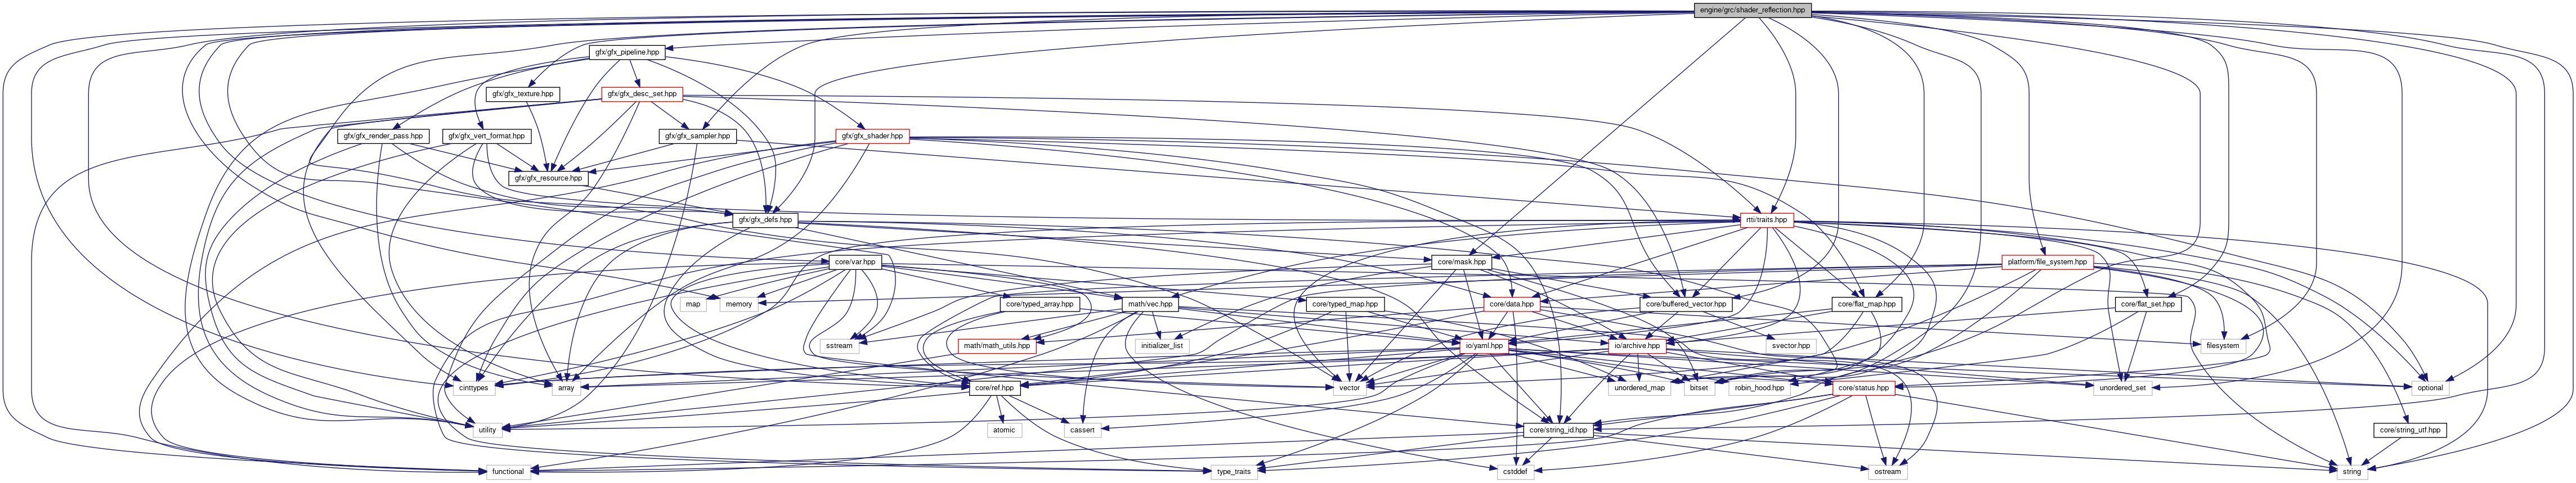 engine/grc/shader_reflection.hpp
gfx/gfx_pipeline.hpp
gfx/gfx_texture.hpp
gfx/gfx_desc_set.hpp
gfx/gfx_render_pass.hpp
gfx/gfx_vert_format.hpp
gfx/gfx_sampler.hpp
gfx/gfx_shader.hpp
gfx/gfx_resource.hpp
gfx/gfx_defs.hpp
rtti/traits.hpp
core/var.hpp
core/mask.hpp
platform/file_system.hpp
map
memory
core/typed_array.hpp
math/vec.hpp
core/typed_map.hpp
core/data.hpp
core/buffered_vector.hpp
core/flat_map.hpp
core/flat_set.hpp
sstream
math/math_utils.hpp
initializer_list
io/yaml.hpp
io/archive.hpp
svector.hpp
filesystem
cinttypes
array
core/ref.hpp
vector
unordered_map
bitset
robin_hood.hpp
core/status.hpp
unordered_set
optional
utility
atomic
cassert
core/string_id.hpp
core/string_utf.hpp
functional
type_traits
cstddef
ostream
string